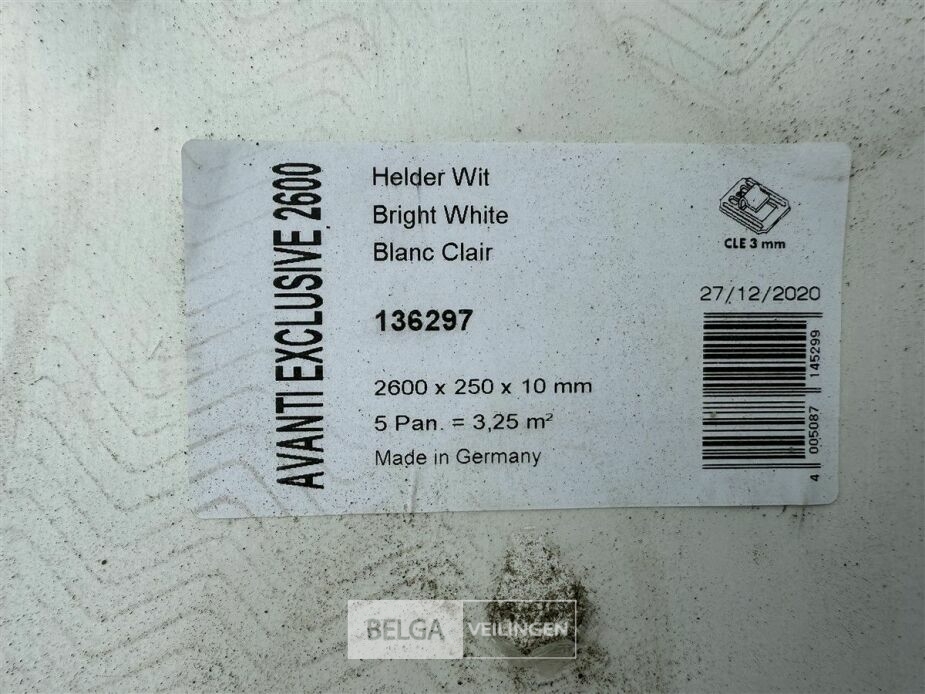 AVANTI EXCLUSIVE 2600
Helder Wit
Bright White
Blanc Clair
136297
2600 x 250 x 10 mm
5 Pan. = 3,25 m²
Made in Germany
CLE 3 mm
27/12/2020
4 005087 145299
BELGA VEILINGEN